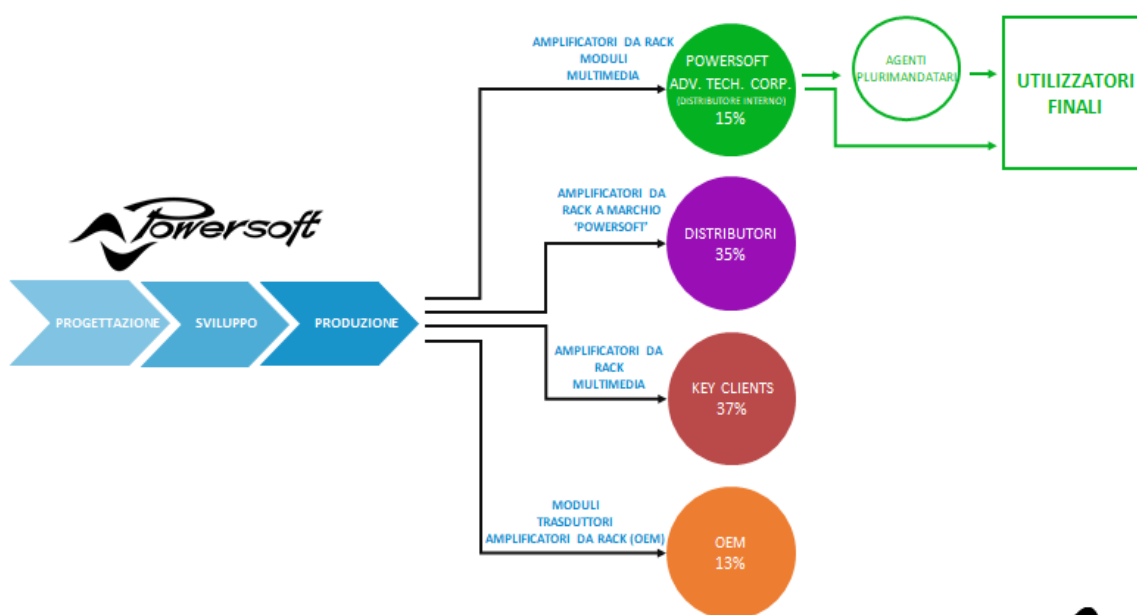 Powersoft
PROGETTAZIONE
SVILUPPO
PRODUZIONE
AMPLIFICATORI DA RACK
MODULI
MULTIMEDIA
POWERSOFT
ADV. TECH. CORP.
(DISTRIBUTORE INTERNO)
15%
AGENTI
PLURIMANDATARI
UTILIZZATORI
FINALI
AMPLIFICATORI DA
RACK A MARCHIO
'POWERSOFT'
DISTRIBUTORI
35%
AMPLIFICATORI DA
RACK
MULTIMEDIA
KEY CLIENTS
37%
MODULI
TRASDUTTORI
AMPLIFICATORI DA RACK (OEM)
OEM
13%